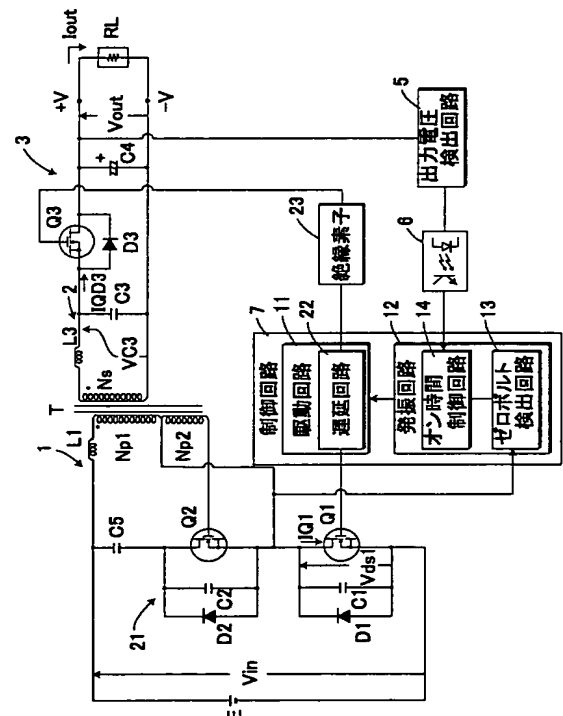 Iout
RL
+V
-V
Vout
+
C4
3
Q3
D3
IQD3
2
C3
L3
VC3
Ns
T
Np1
Np2
L1
1
C5
Q2
C2
D2
21
IQ1
Q1
Vds1
C1
D1
Vin
E
5
出力電圧
検出回路
6
23
絶縁素子
7
制御回路
11
駆動回路
22
遅延回路
12
発振回路
14
オン時間
制御回路
13
ゼロボルト
検出回路